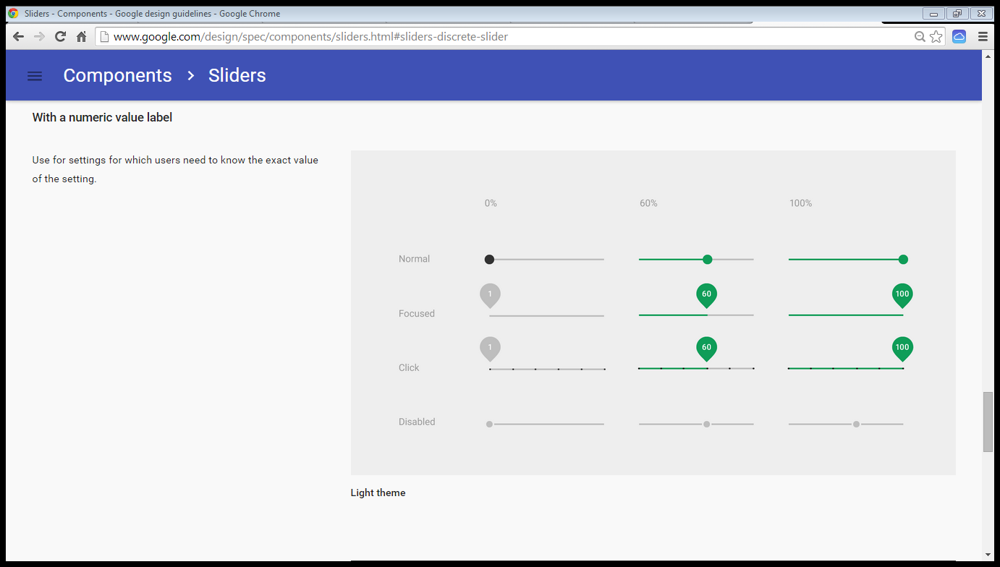 Sliders - Components - Google design guidelines - Google Chrome
www.google.com/design/spec/components/sliders.html#sliders-discrete-slider
Components > Sliders
With a numeric value label
Use for settings for which users need to know the exact value
of the setting.
0% 60% 100%
Normal
1 60 100
Focused
1 60 100
Click
Disabled
Light theme